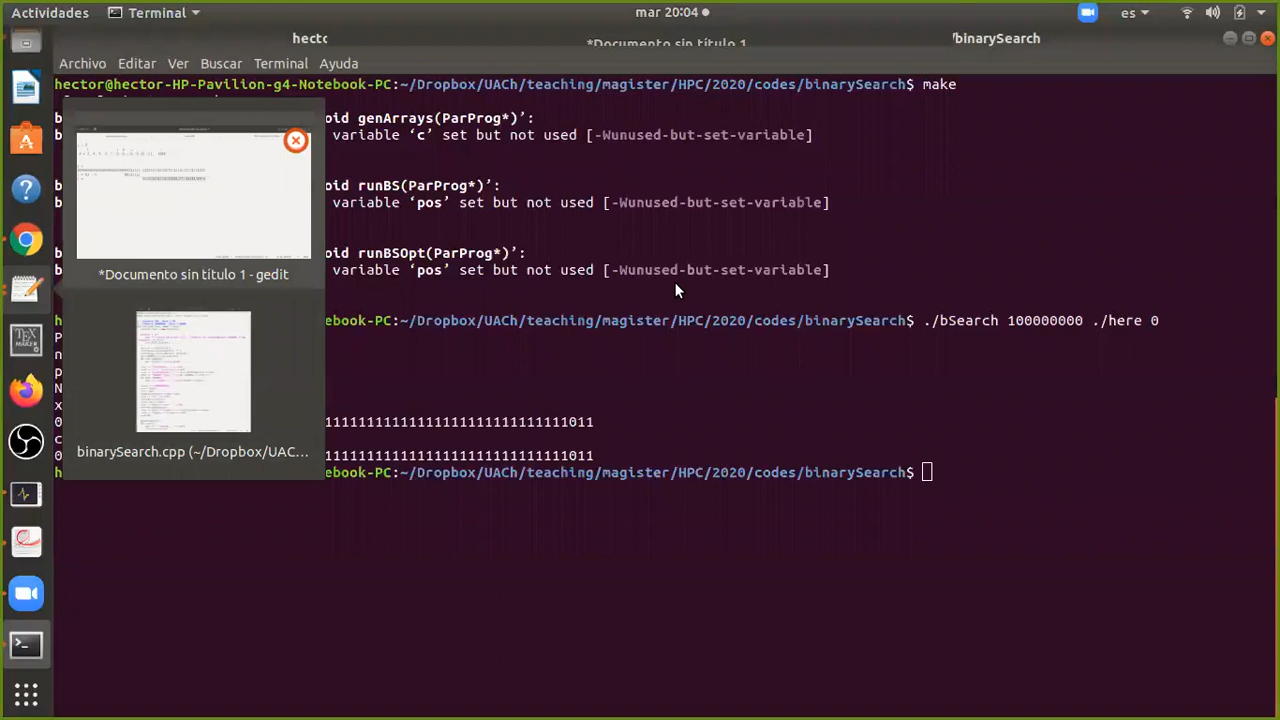 Actividades Terminal mar 20:04 es
hecto *Documento sin título 1 /binarySearch
Archivo Editar Ver Buscar Terminal Ayuda
hector@hector-HP-Pavilion-g4-Notebook-PC:~/Dropbox/UACh/teaching/magister/HPC/2020/codes/binarySearch$ make
b oid genArrays(ParProg*)’:
b variable ‘c’ set but not used [-Wunused-but-set-variable]
b oid runBS(ParProg*)’:
b variable ‘pos’ set but not used [-Wunused-but-set-variable]
b oid runBSOpt(ParProg*)’:
b variable ‘pos’ set but not used [-Wunused-but-set-variable]
*Documento sin título 1 - gedit
h ebook-PC:~/Dropbox/UACh/teaching/magister/HPC/2020/codes/binarySearch$ ./bSearch 100000000 ./here 0
P
n
p
N
X
0 11111111111111111111111111111011
c
0 11111111111111111111111111111011
binarySearch.cpp (~/Dropbox/UAC...
h ebook-PC:~/Dropbox/UACh/teaching/magister/HPC/2020/codes/binarySearch$
TEX
MAKER